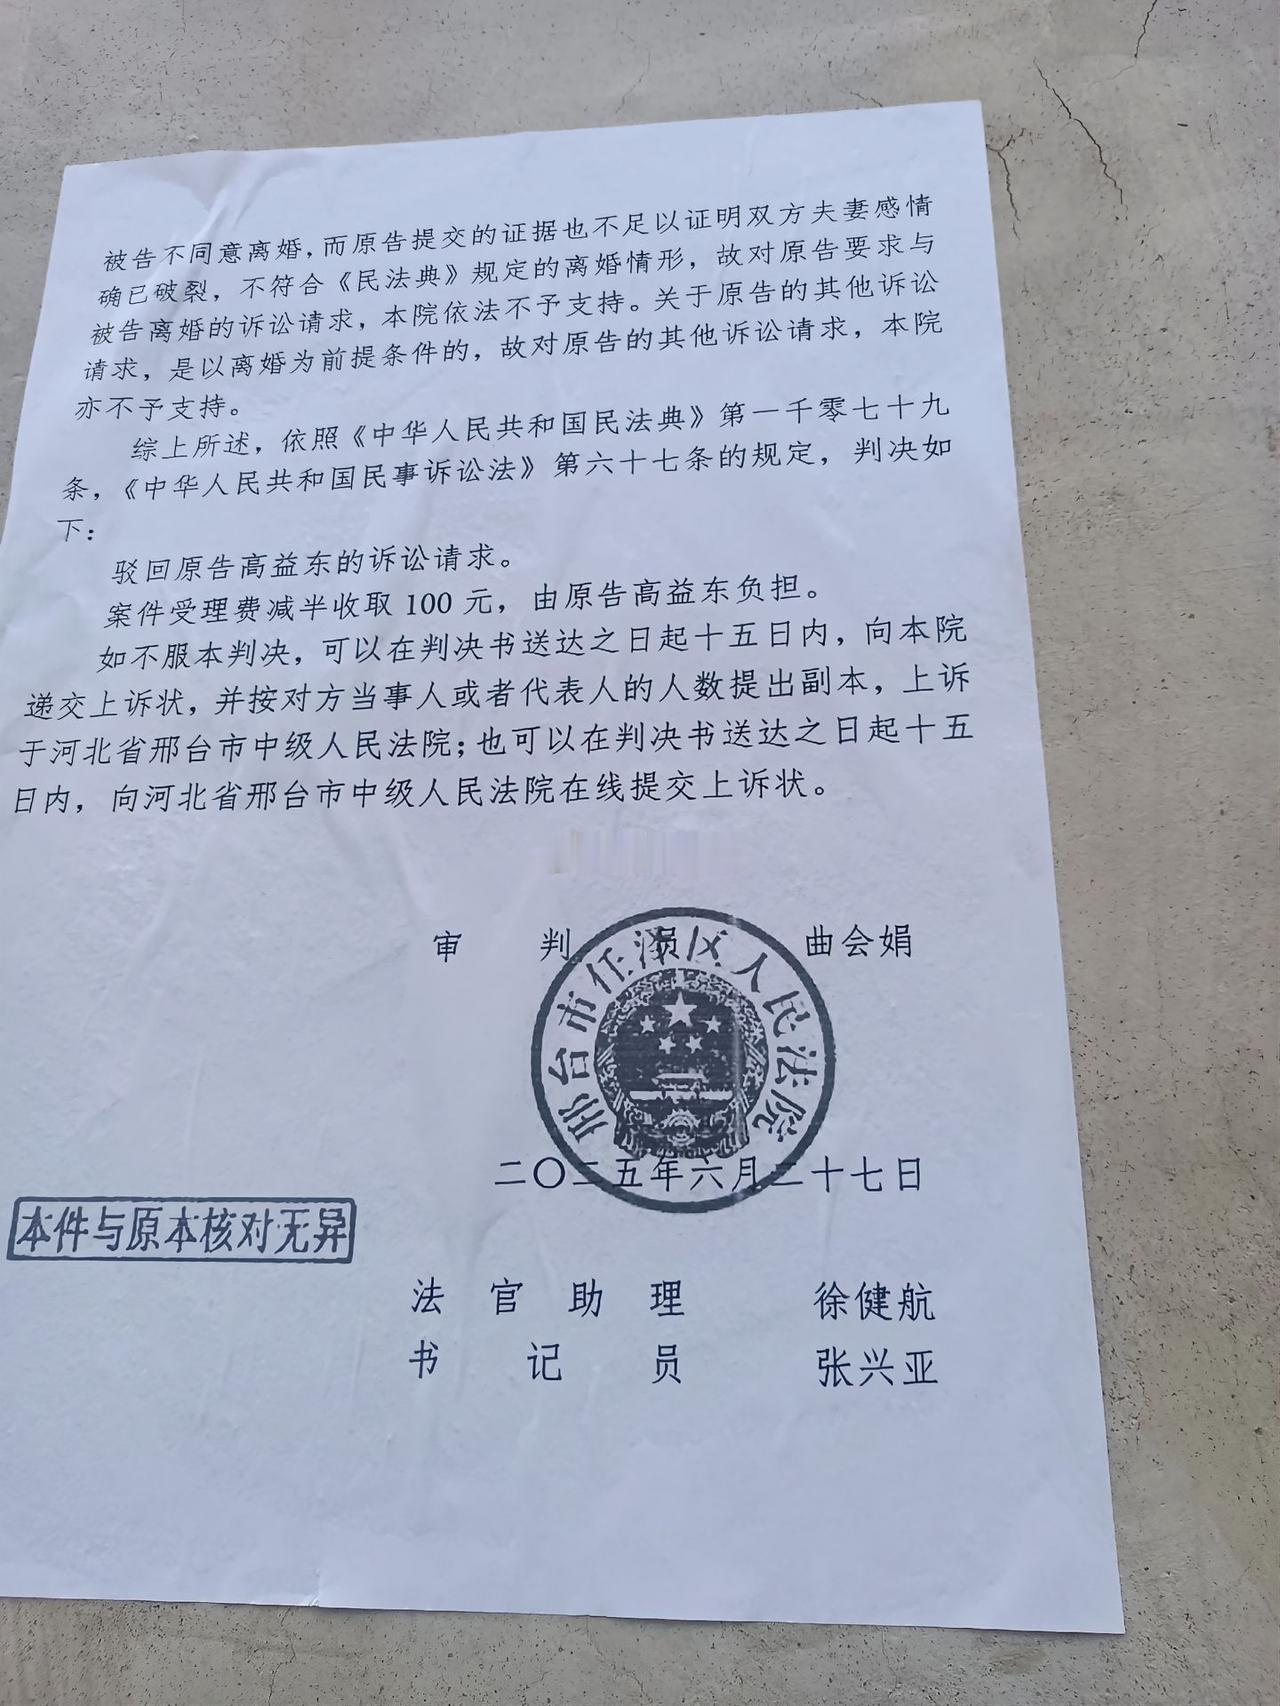 被告不同意离婚，而原告提交的证据也不足以证明双方夫妻感情
确已破裂，不符合《民法典》规定的离婚情形，故对原告要求与
被告离婚的诉讼请求，本院依法不予支持。关于原告的其他诉讼
请求，是以离婚为前提条件的，故对原告的其他诉讼请求，本院
亦不予支持。
综上所述，依照《中华人民共和国民法典》第一千零七十九
条，《中华人民共和国民事诉讼法》第六十七条的规定，判决如
下：
驳回原告高益东的诉讼请求。
案件受理费减半收取 100 元，由原告高益东负担。
如不服本判决，可以在判决书送达之日起十五日内，向本院
递交上诉状，并按对方当事人或者代表人的人数提出副本，上诉
于河北省邢台市中级人民法院；也可以在判决书送达之日起十五
日内，向河北省邢台市中级人民法院在线提交上诉状。
审 判 员 曲会娟
邢台市任泽区人民法院
二〇二五年六月二十七日
本件与原本核对无异
法 官 助 理 徐健航
书 记 员 张兴亚